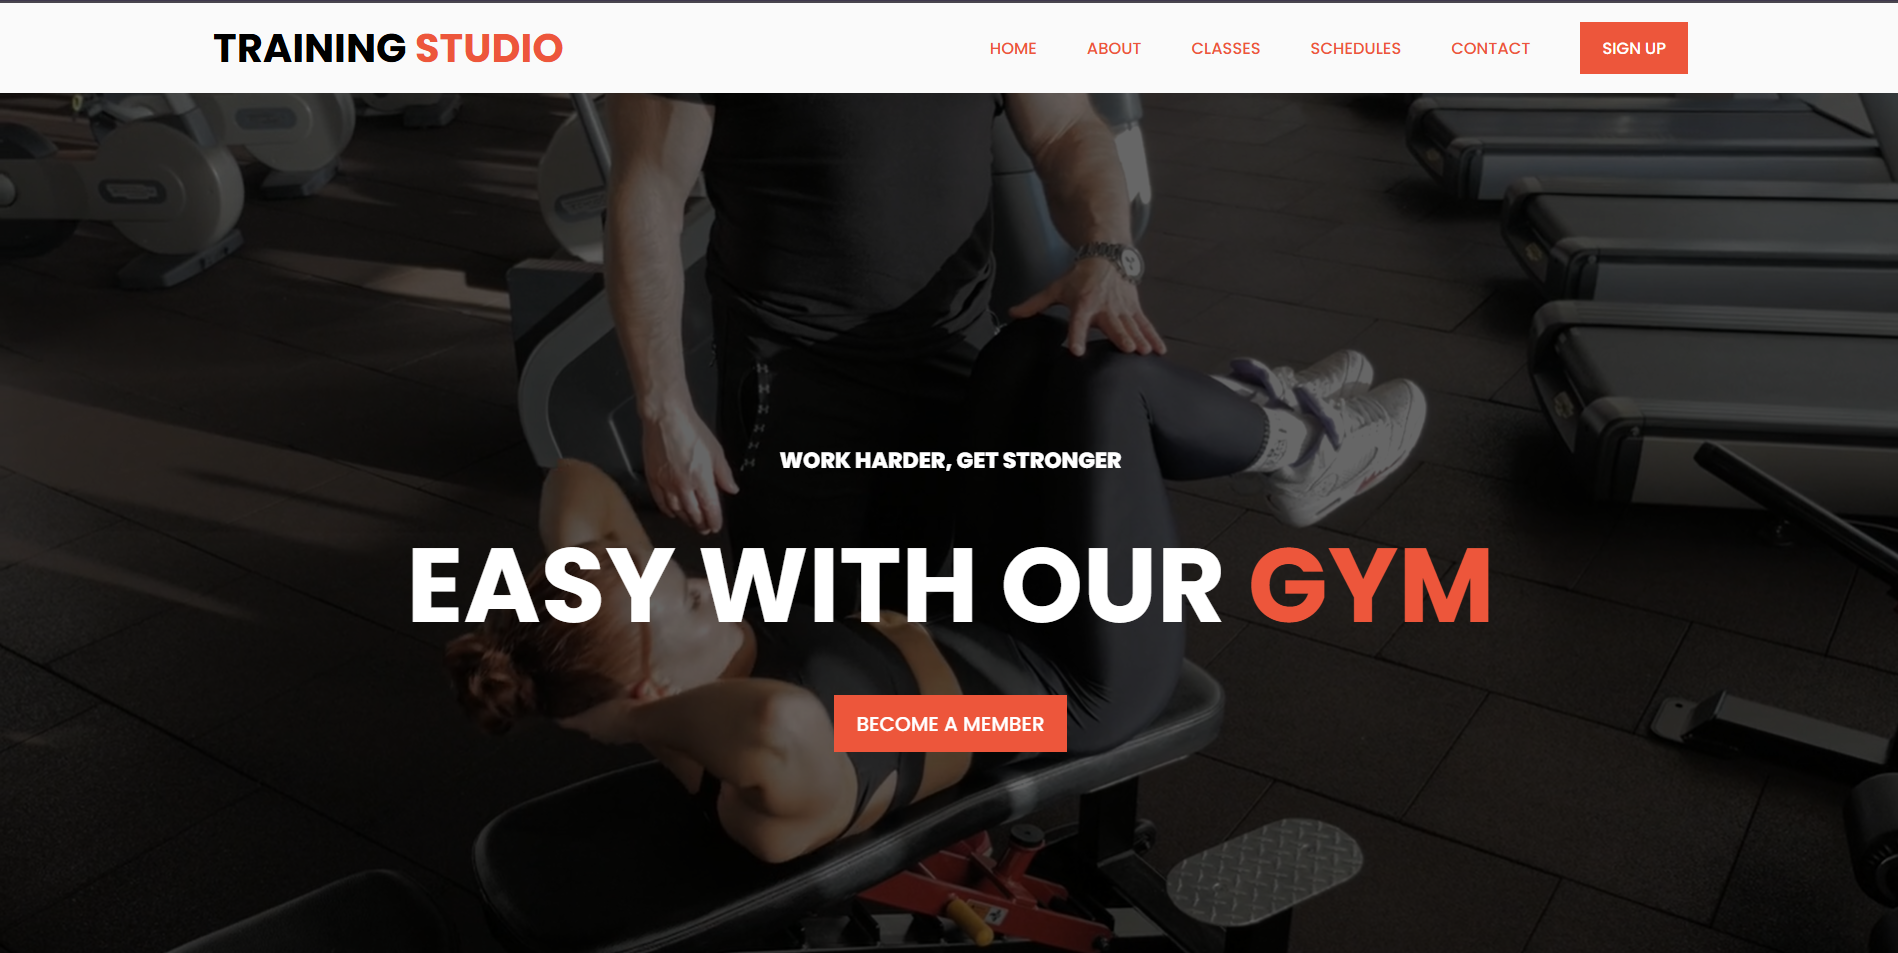 TRAINING STUDIO
HOME ABOUT CLASSES SCHEDULES CONTACT SIGN UP
WORK HARDER, GET STRONGER
EASY WITH OUR GYM
BECOME A MEMBER